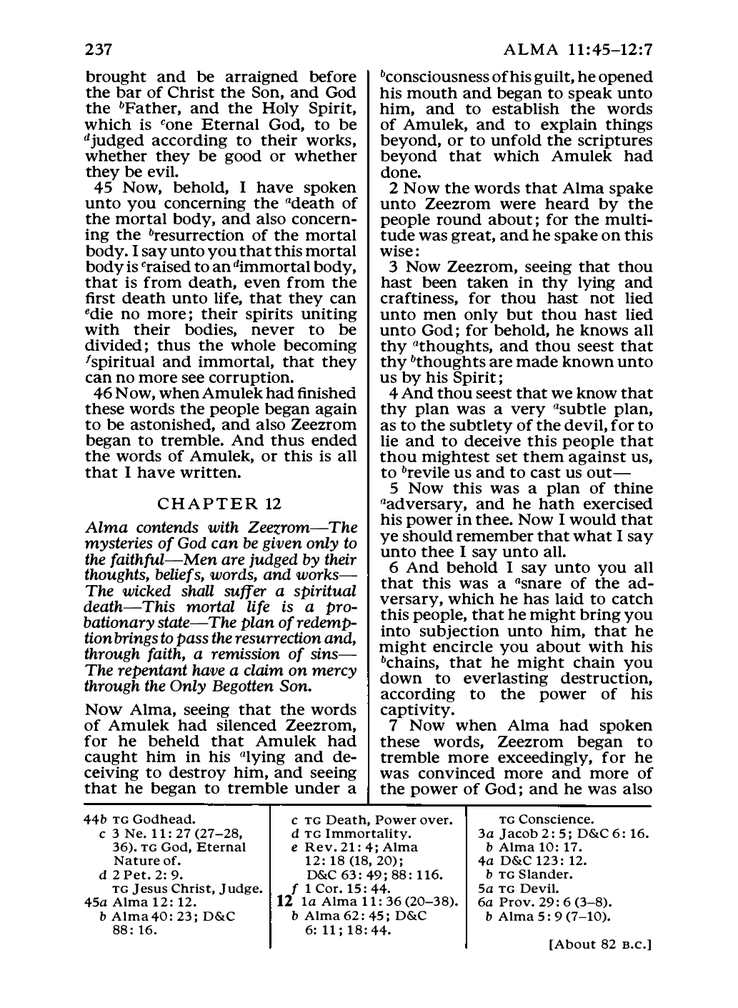 237
ALMA 11:45–12:7
brought and be arraigned before
the bar of Christ the Son, and God
the bFather, and the Holy Spirit,
which is cone Eternal God, to be
djudged according to their works,
whether they be good or whether
they be evil.
45 Now, behold, I have spoken
unto you concerning the adeath of
the mortal body, and also concern-
ing the bresurrection of the mortal
body. I say unto you that this mortal
body is craised to an dimmortal body,
that is from death, even from the
first death unto life, that they can
edie no more; their spirits uniting
with their bodies, never to be
divided; thus the whole becoming
fspiritual and immortal, that they
can no more see corruption.
46 Now, when Amulek had finished
these words the people began again
to be astonished, and also Zeezrom
began to tremble. And thus ended
the words of Amulek, or this is all
that I have written.
CHAPTER 12
Alma contends with Zeezrom—The
mysteries of God can be given only to
the faithful—Men are judged by their
thoughts, beliefs, words, and works—
The wicked shall suffer a spiritual
death—This mortal life is a pro-
bationary state—The plan of redemp-
tion brings to pass the resurrection and,
through faith, a remission of sins—
The repentant have a claim on mercy
through the Only Begotten Son.
Now Alma, seeing that the words
of Amulek had silenced Zeezrom,
for he beheld that Amulek had
caught him in his alying and de-
ceiving to destroy him, and seeing
that he began to tremble under a
bconsciousness of his guilt, he opened
his mouth and began to speak unto
him, and to establish the words
of Amulek, and to explain things
beyond, or to unfold the scriptures
beyond that which Amulek had
done.
2 Now the words that Alma spake
unto Zeezrom were heard by the
people round about; for the multi-
tude was great, and he spake on this
wise:
3 Now Zeezrom, seeing that thou
hast been taken in thy lying and
craftiness, for thou hast not lied
unto men only but thou hast lied
unto God; for behold, he knows all
thy athoughts, and thou seest that
thy bthoughts are made known unto
us by his Spirit;
4 And thou seest that we know that
thy plan was a very asubtle plan,
as to the subtlety of the devil, for to
lie and to deceive this people that
thou mightest set them against us,
to brevile us and to cast us out—
5 Now this was a plan of thine
aadversary, and he hath exercised
his power in thee. Now I would that
ye should remember that what I say
unto thee I say unto all.
6 And behold I say unto you all
that this was a asnare of the ad-
versary, which he has laid to catch
this people, that he might bring you
into subjection unto him, that he
might encircle you about with his
bchains, that he might chain you
down to everlasting destruction,
according to the power of his
captivity.
7 Now when Alma had spoken
these words, Zeezrom began to
tremble more exceedingly, for he
was convinced more and more of
the power of God; and he was also
44b TG Godhead.
c 3 Ne. 11: 27 (27–28,
36). TG God, Eternal
Nature of.
d 2 Pet. 2: 9.
TG Jesus Christ, Judge.
45a Alma 12: 12.
b Alma 40: 23; D&C
88: 16.
c TG Death, Power over.
d TG Immortality.
e Rev. 21: 4; Alma
12: 18 (18, 20);
D&C 63: 49; 88: 116.
f 1 Cor. 15: 44.
12 1a Alma 11: 36 (20–38).
b Alma 62: 45; D&C
6: 11; 18: 44.
TG Conscience.
3a Jacob 2: 5; D&C 6: 16.
b Alma 10: 17.
4a D&C 123: 12.
b TG Slander.
5a TG Devil.
6a Prov. 29: 6 (3–8).
b Alma 5: 9 (7–10).
[About 82 B.C.]